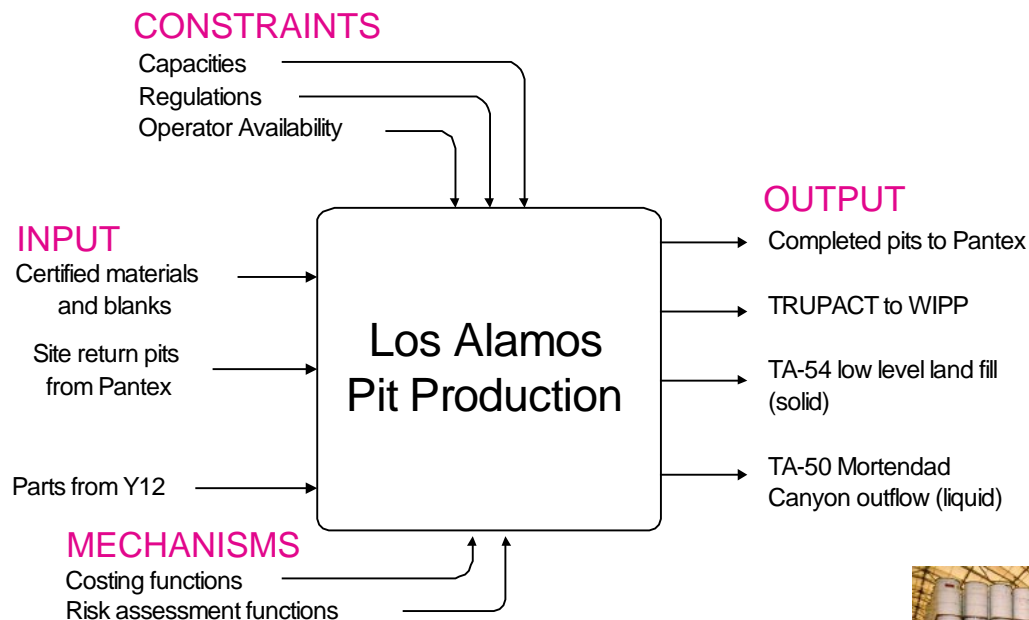 CONSTRAINTS
Capacities
Regulations
Operator Availability
INPUT
Certified materials
and blanks
Site return pits
from Pantex
Parts from Y12
Los Alamos
Pit Production
OUTPUT
Completed pits to Pantex
TRUPACT to WIPP
TA-54 low level land fill
(solid)
TA-50 Mortendad
Canyon outflow (liquid)
MECHANISMS
Costing functions
Risk assessment functions